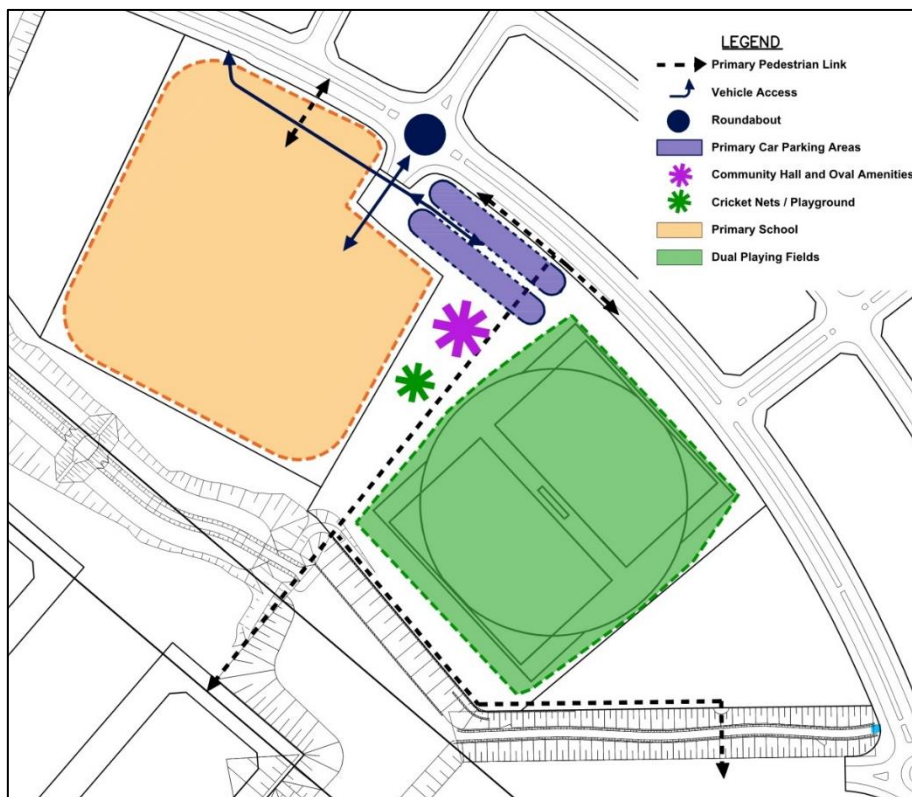 LEGEND
Primary Pedestrian Link
Vehicle Access
Roundabout
Primary Car Parking Areas
Community Hall and Oval Amenities
Cricket Nets / Playground
Primary School
Dual Playing Fields